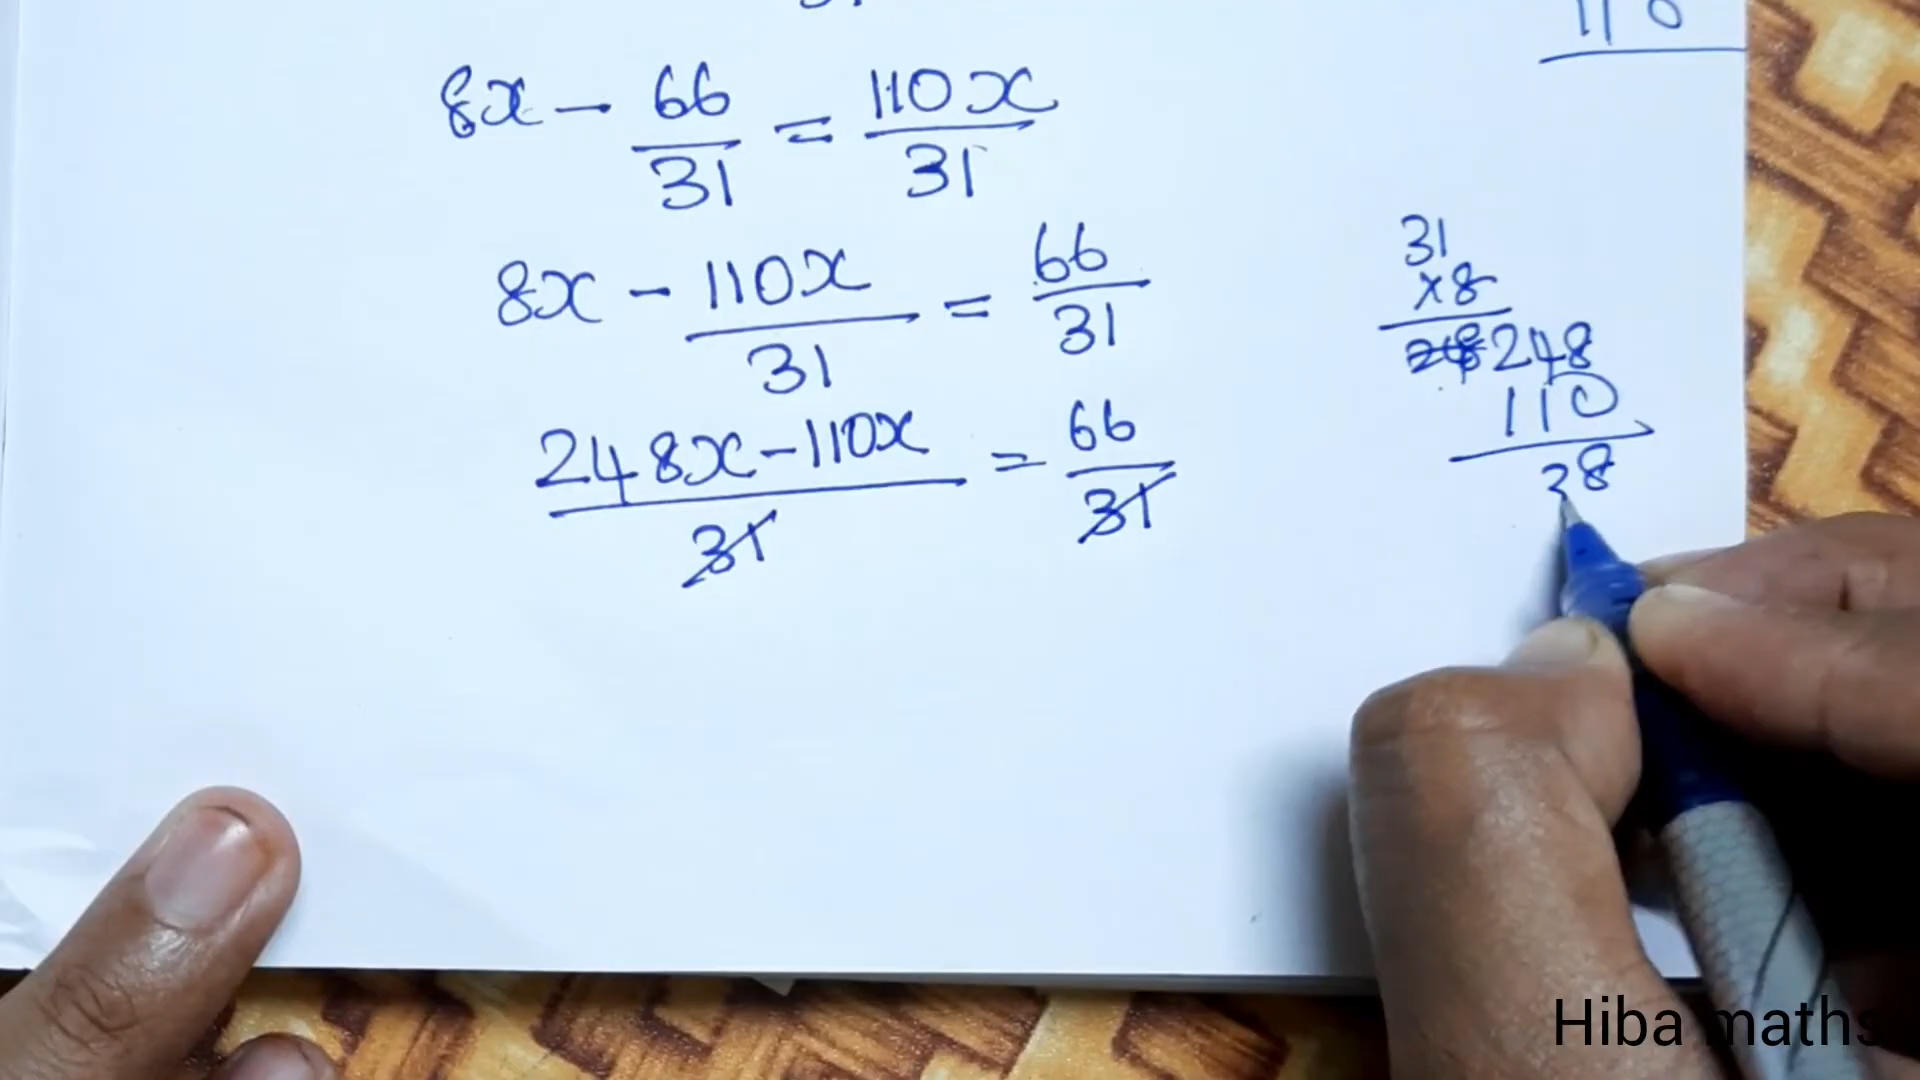 110
8x - 66/31 = 110x/31
8x - 110x/31 = 66/31
248x - 110x/31 = 66/31
31
×8
248
110
38
Hiba maths